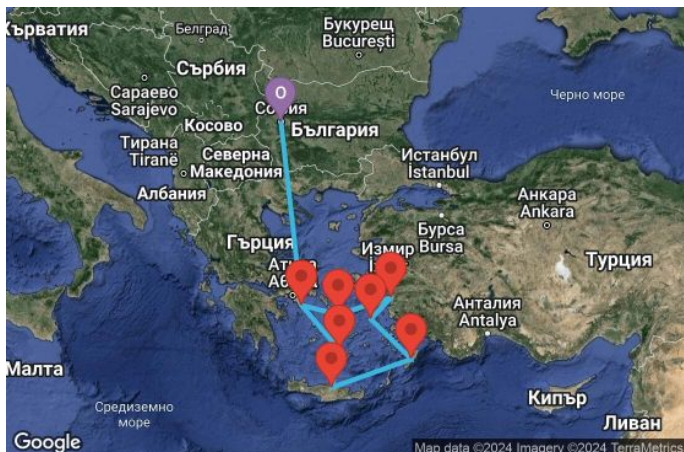 Хърватия
Белград
Букурещ
București
Сърбия
Сараево
Sarajevo
O
София
Черно море
Косово
България
Тирана
Tiranë
Северна
Македония
Истанбул
İstanbul
Албания
Анкара
Ankara
Бурса
Bursa
Гърция
Измир
Турция
Анталия
Antalya
Малта
Кипър
Средиземно
море
Ливан
Google
Map data ©2024 Imagery ©2024 TerraMetrics